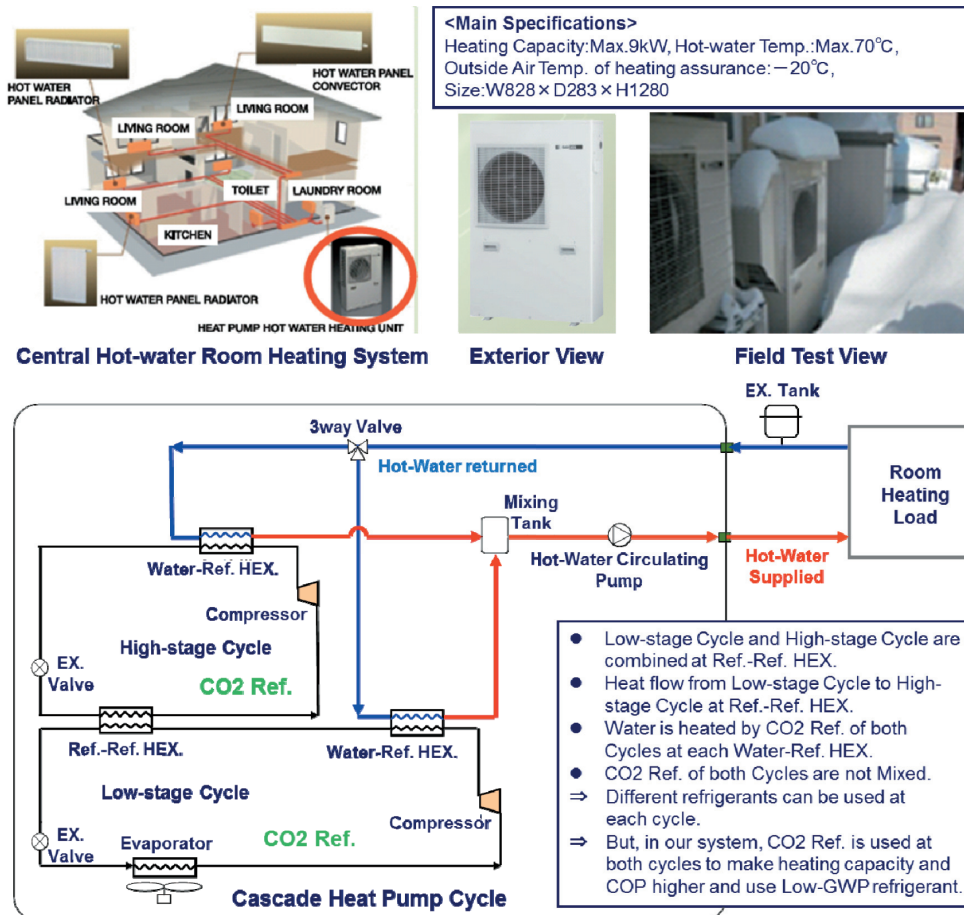 <Main Specifications>
Heating Capacity:Max.9kW, Hot-water Temp.:Max.70℃,
Outside Air Temp. of heating assurance:－20℃,
Size:W828×D283×H1280
HOT WATER
PANEL RADIATOR
HOT WATER PANEL
CONVECTOR
LIVING ROOM
LIVING ROOM
LIVING ROOM
TOILET
LAUNDRY ROOM
KITCHEN
HOT WATER PANEL RADIATOR
HEAT PUMP HOT WATER HEATING UNIT
Central Hot-water Room Heating System
Exterior View
Field Test View
EX. Tank
3way Valve
Hot-Water returned
Room
Heating
Load
Mixing
Tank
Water-Ref. HEX.
Hot-Water Circulating
Pump
Hot-Water
Supplied
Compressor
High-stage Cycle
EX.
Valve
CO2 Ref.
Ref.-Ref. HEX.
Water-Ref. HEX.
Low-stage Cycle
Compressor
EX.
Valve
Evaporator
CO2 Ref.
Cascade Heat Pump Cycle
● Low-stage Cycle and High-stage Cycle are
combined at Ref.-Ref. HEX.
● Heat flow from Low-stage Cycle to High-
stage Cycle at Ref.-Ref. HEX.
● Water is heated by CO2 Ref. of both
Cycles at each Water-Ref. HEX.
● CO2 Ref. of both Cycles are not Mixed.
⇒ Different refrigerants can be used at
each cycle.
⇒ But, in our system, CO2 Ref. is used at
both cycles to make heating capacity and
COP higher and use Low-GWP refrigerant.